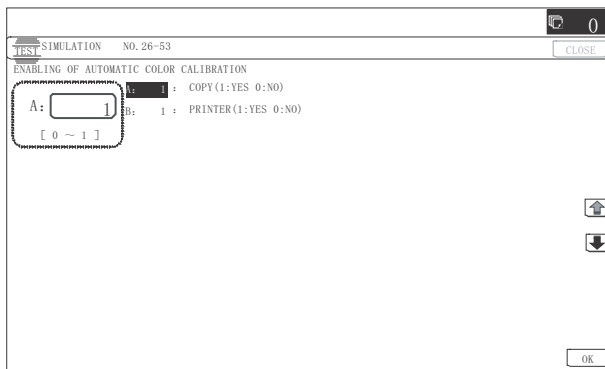 0
TEST SIMULATION NO.26-53
CLOSE
ENABLING OF AUTOMATIC COLOR CALIBRATION
A: 1
[ 0 ~ 1 ]
A: 1 : COPY(1:YES 0:NO)
B: 1 : PRINTER(1:YES 0:NO)
OK